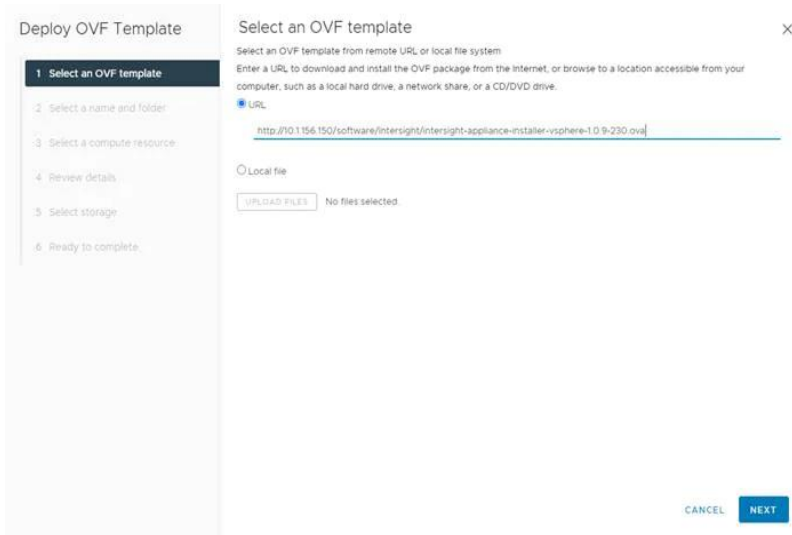 Deploy OVF Template
1 Select an OVF template
2 Select a name and folder
3 Select a compute resource
4 Review details
5 Select storage
6 Ready to complete
Select an OVF template
Select an OVF template from remote URL or local file system
Enter a URL to download and install the OVF package from the Internet, or browse to a location accessible from your
computer, such as a local hard drive, a network share, or a CD/DVD drive.
URL
http://10.1.156.150/software/intersight/intersight-appliance-installer-vsphere-1.0.9-230.ova
Local file
UPLOAD FILES No files selected.
CANCEL NEXT